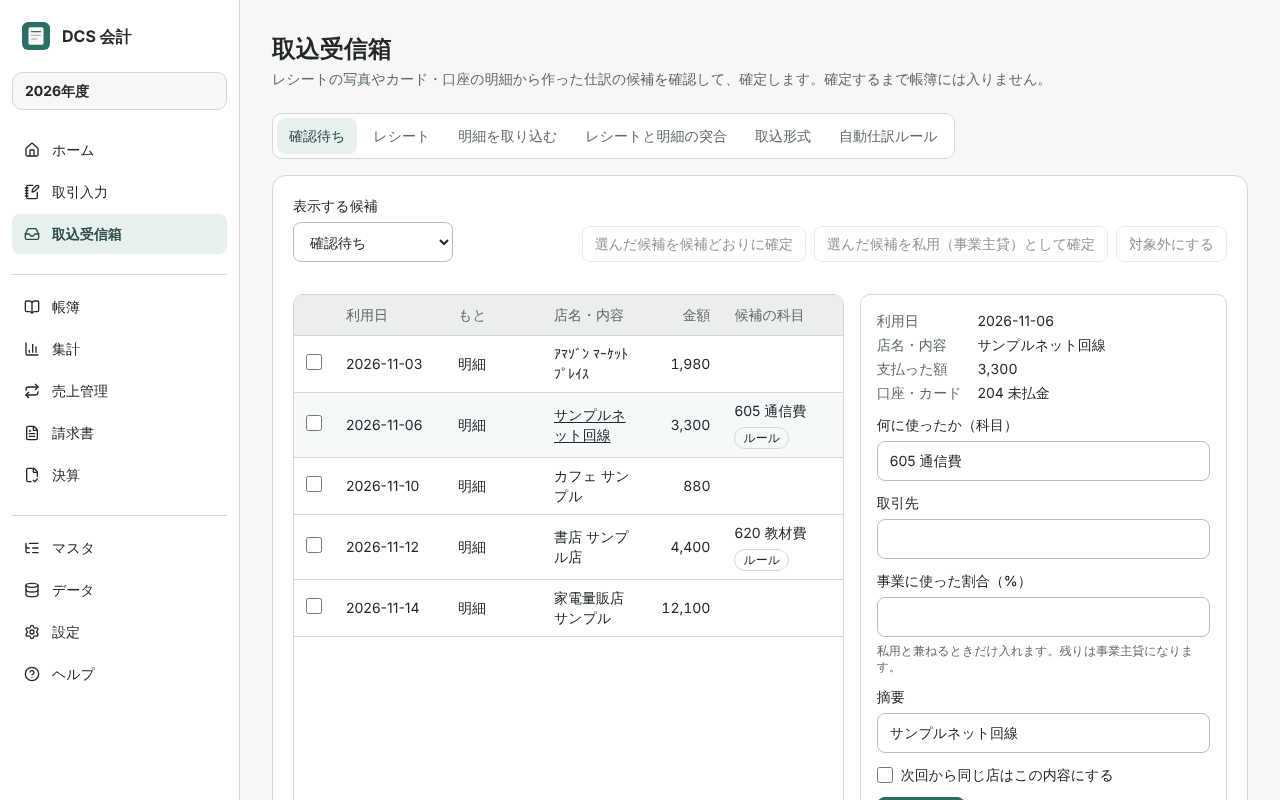 DCS 会計
2026年度
ホーム
取引入力
取込受信箱
帳簿
集計
売上管理
請求書
決算
マスタ
データ
設定
ヘルプ
取込受信箱
レシートの写真やカード・口座の明細から作った仕訳の候補を確認して、確定します。確定するまで帳簿には入りません。
確認待ち レシート 明細を取り込む レシートと明細の突合 取込形式 自動仕訳ルール
表示する候補
確認待ち 選んだ候補を候補どおりに確定 選んだ候補を私用（事業主貸）として確定 対象外にする
利用日 もと 店名・内容 金額 候補の科目
2026-11-03 明細 ｱﾏｿﾞﾝ ﾏｰｹｯﾄ 1,980
ﾌﾟﾚｲｽ
2026-11-06 明細 サンプルネ 3,300 605 通信費
ット回線 ルール
2026-11-10 明細 カフェ サン 880
プル
2026-11-12 明細 書店 サンプ 4,400 620 教材費
ル店 ルール
2026-11-14 明細 家電量販店 12,100
サンプル
利用日 2026-11-06
店名・内容 サンプルネット回線
支払った額 3,300
口座・カード 204 未払金
何に使ったか（科目）
605 通信費
取引先
事業に使った割合（%）
私用と兼ねるときだけ入れます。残りは事業主貸になりま
す。
摘要
サンプルネット回線
次回から同じ店はこの内容にする